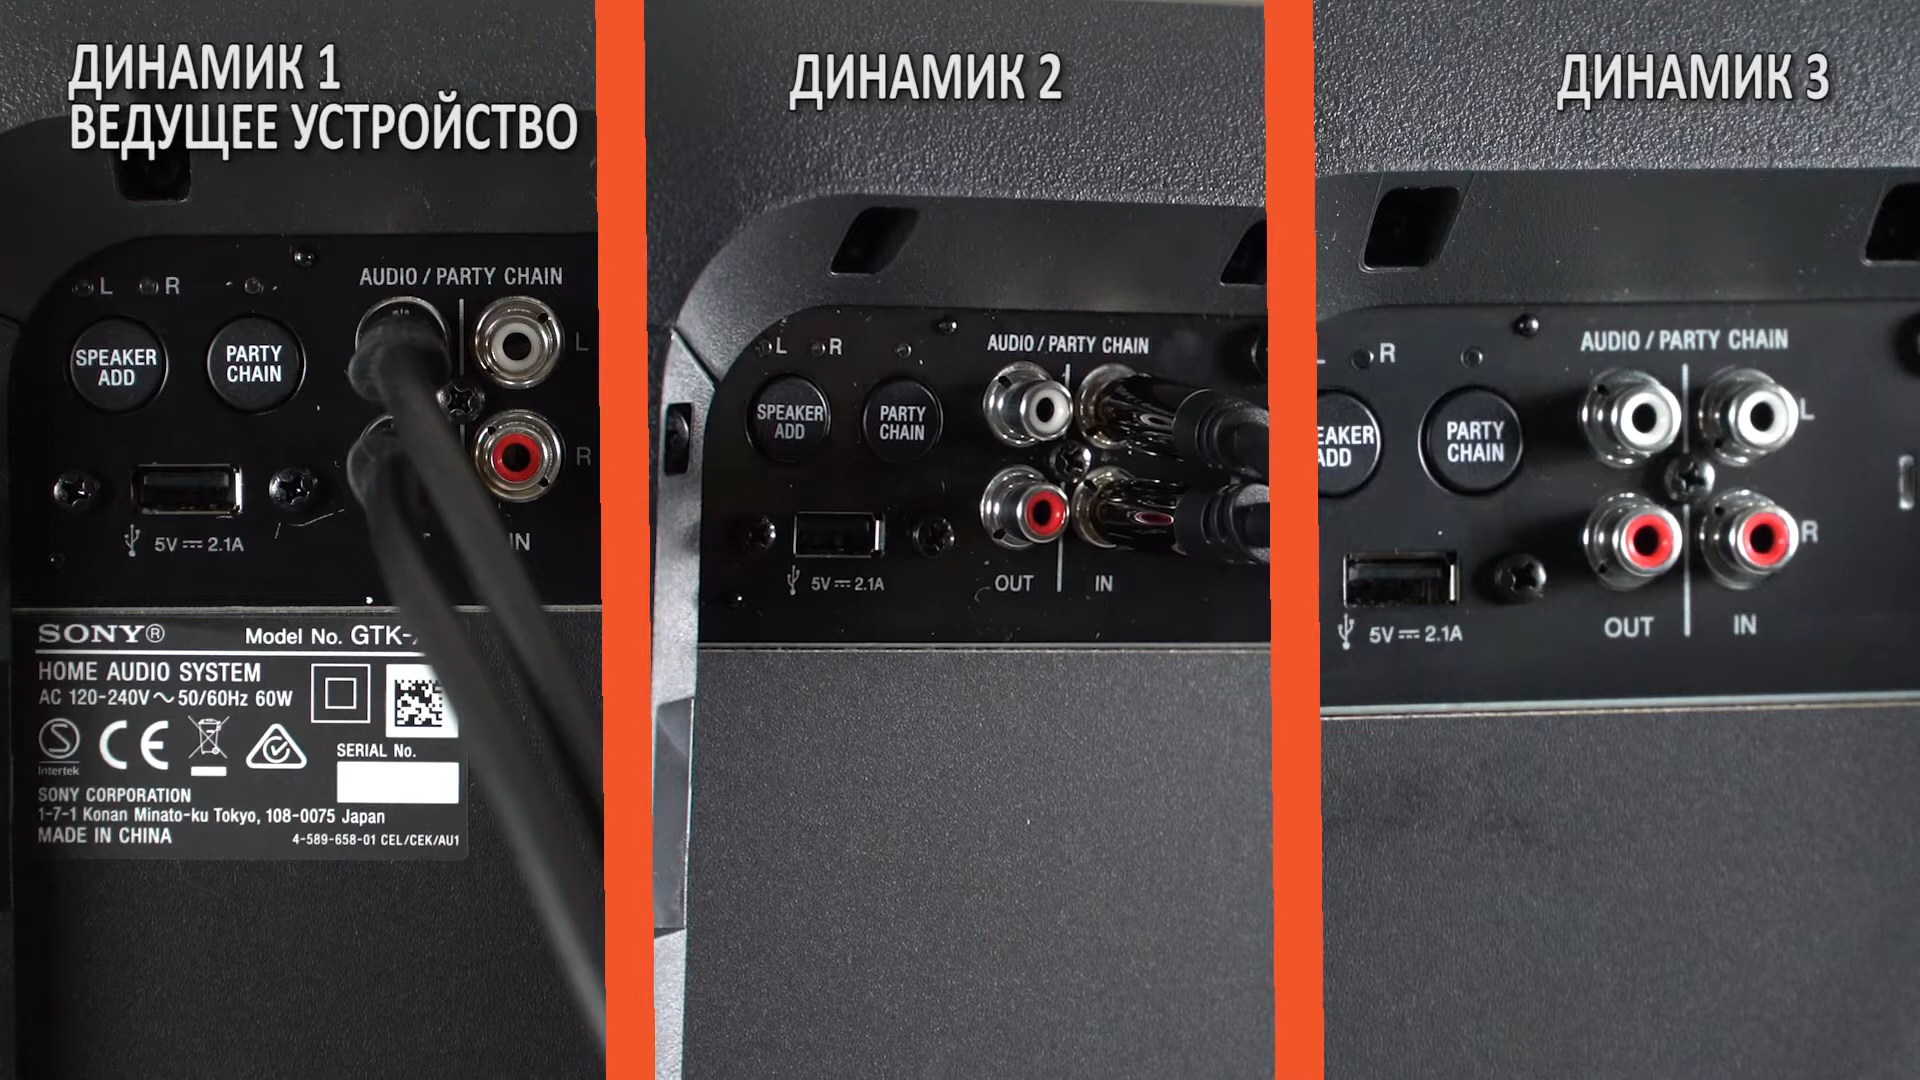 ДИНАМИК 1
ВЕДУЩЕЕ УСТРОЙСТВО
L R
AUDIO / PARTY CHAIN
SPEAKER
ADD
PARTY
CHAIN
L
R
5V 2.1A
IN
SONY®
Model No. GTK-
HOME AUDIO SYSTEM
AC 120-240V~50/60Hz 60W
Intertek
CE
SERIAL No.
SONY CORPORATION
1-7-1 Konan Minato-ku Tokyo, 108-0075 Japan
MADE IN CHINA
4-589-658-01 CEL/CEK/AU1
ДИНАМИК 2
L R
AUDIO / PARTY CHAIN
SPEAKER
ADD
PARTY
CHAIN
5V 2.1A
OUT IN
ДИНАМИК 3
L R
AUDIO / PARTY CHAIN
EAKER
ADD
PARTY
CHAIN
L
R
5V 2.1A
OUT IN